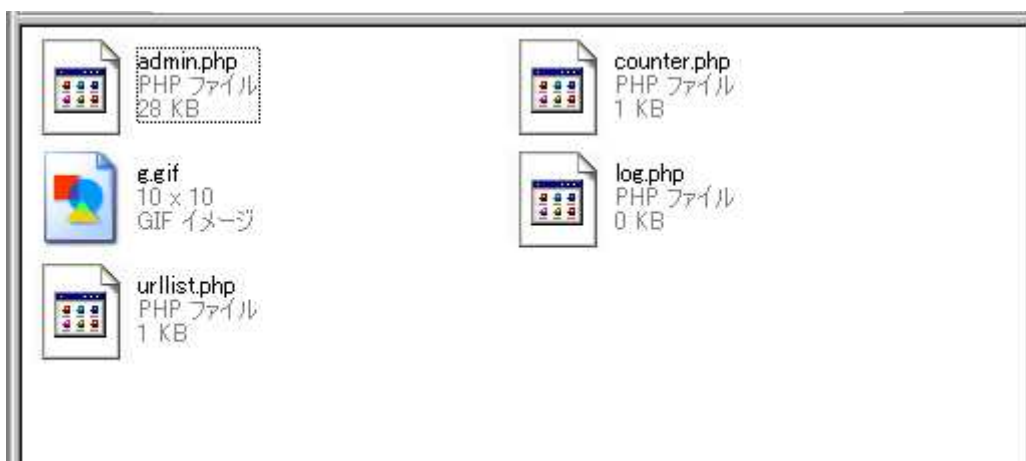 admin.php
PHP ファイル
28 KB
counter.php
PHP ファイル
1 KB
g.gif
10 x 10
GIF イメージ
log.php
PHP ファイル
0 KB
urllist.php
PHP ファイル
1 KB